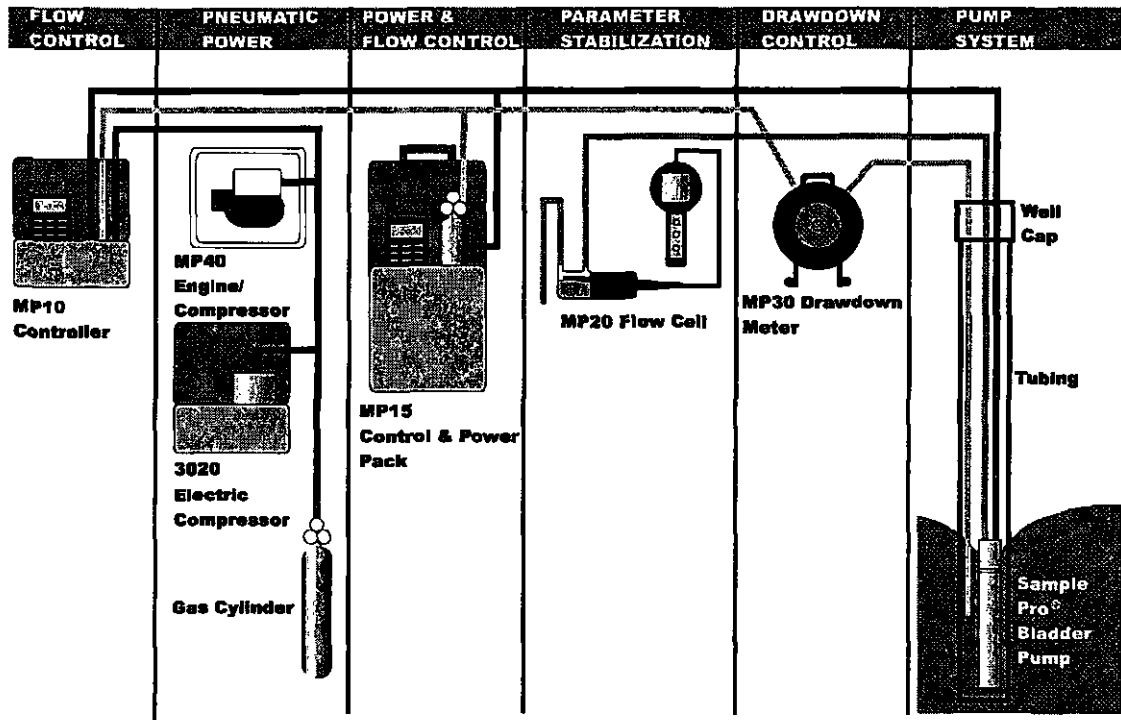 FLOW
CONTROL
PNEUMATIC
POWER
POWER &
FLOW CONTROL
PARAMETER
STABILIZATION
DRAWDOWN
CONTROL
PUMP
SYSTEM
MP10
Controller
MP40
Engine/
Compressor
3020
Electric
Compressor
Gas Cylinder
MP15
Control & Power
Pack
MP20 Flow Cell
MP30 Drawdown
Meter
Well
Cap
Tubing
Sample
Pro©
Bladder
Pump